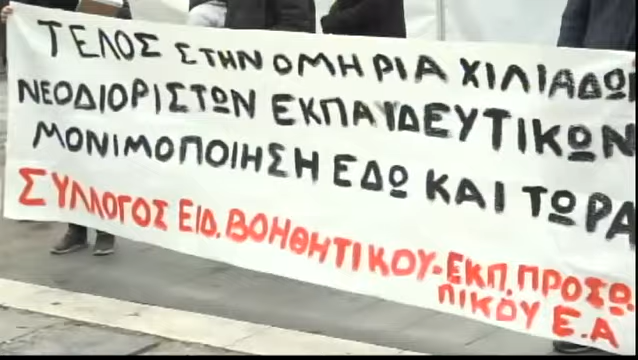 ΤΕΛΟΣ ΣΤΗΝ ΟΜΗΡΙΑ ΧΙΛΙΑΔΩΝ
ΝΕΟΔΙΟΡΙΣΤΩΝ ΕΚΠΑΙΔΕΥΤΙΚΩΝ
ΜΟΝΙΜΟΠΟΙΗΣΗ ΕΔΩ ΚΑΙ ΤΩΡΑ
ΣΥΛΛΟΓΟΣ ΕΙΔ. ΒΟΗΘΗΤΙΚΟΥ-ΕΚΠ. ΠΡΟΣΩ
ΠΙΚΟΥ Ε.Α